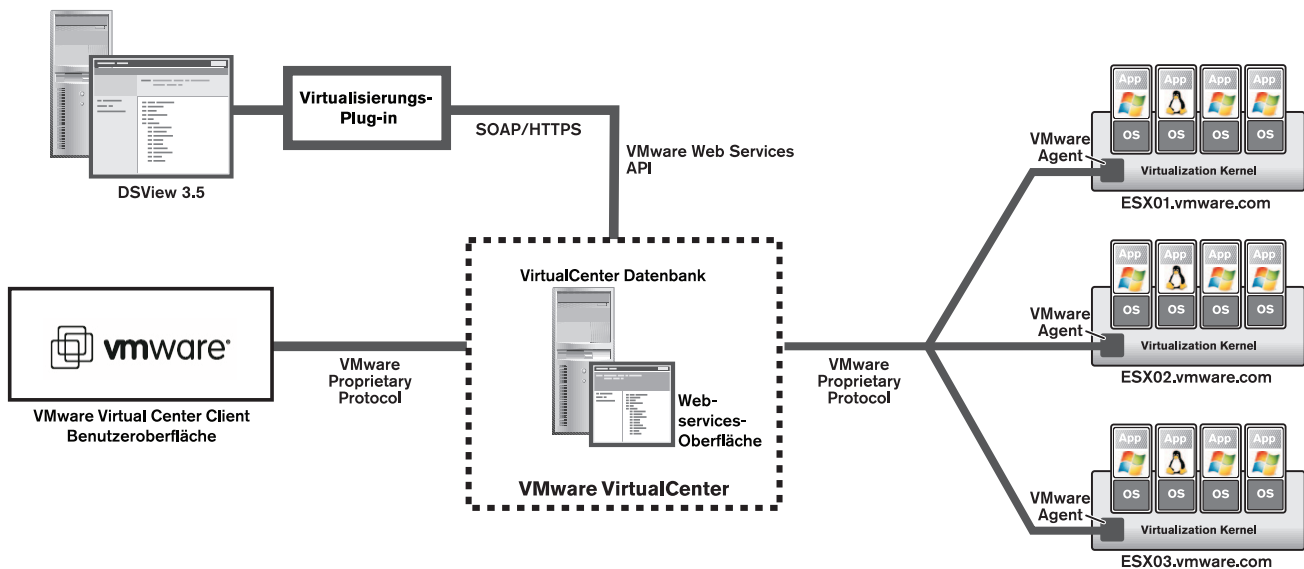 DSView 3.5
Virtualisierungs-
Plug-in
SOAP/HTTPS
VMware Web Services
API
vmware
VMware Virtual Center Client
Benutzeroberfläche
VMware
Proprietary
Protocol
VirtualCenter Datenbank
Web-
services-
Oberfläche
VMware VirtualCenter
VMware
Proprietary
Protocol
App App App App
OS OS OS OS
VMware
Agent
Virtualization Kernel
ESX01.vmware.com
App App App App
OS OS OS OS
VMware
Agent
Virtualization Kernel
ESX02.vmware.com
App App App App
OS OS OS OS
VMware
Agent
Virtualization Kernel
ESX03.vmware.com